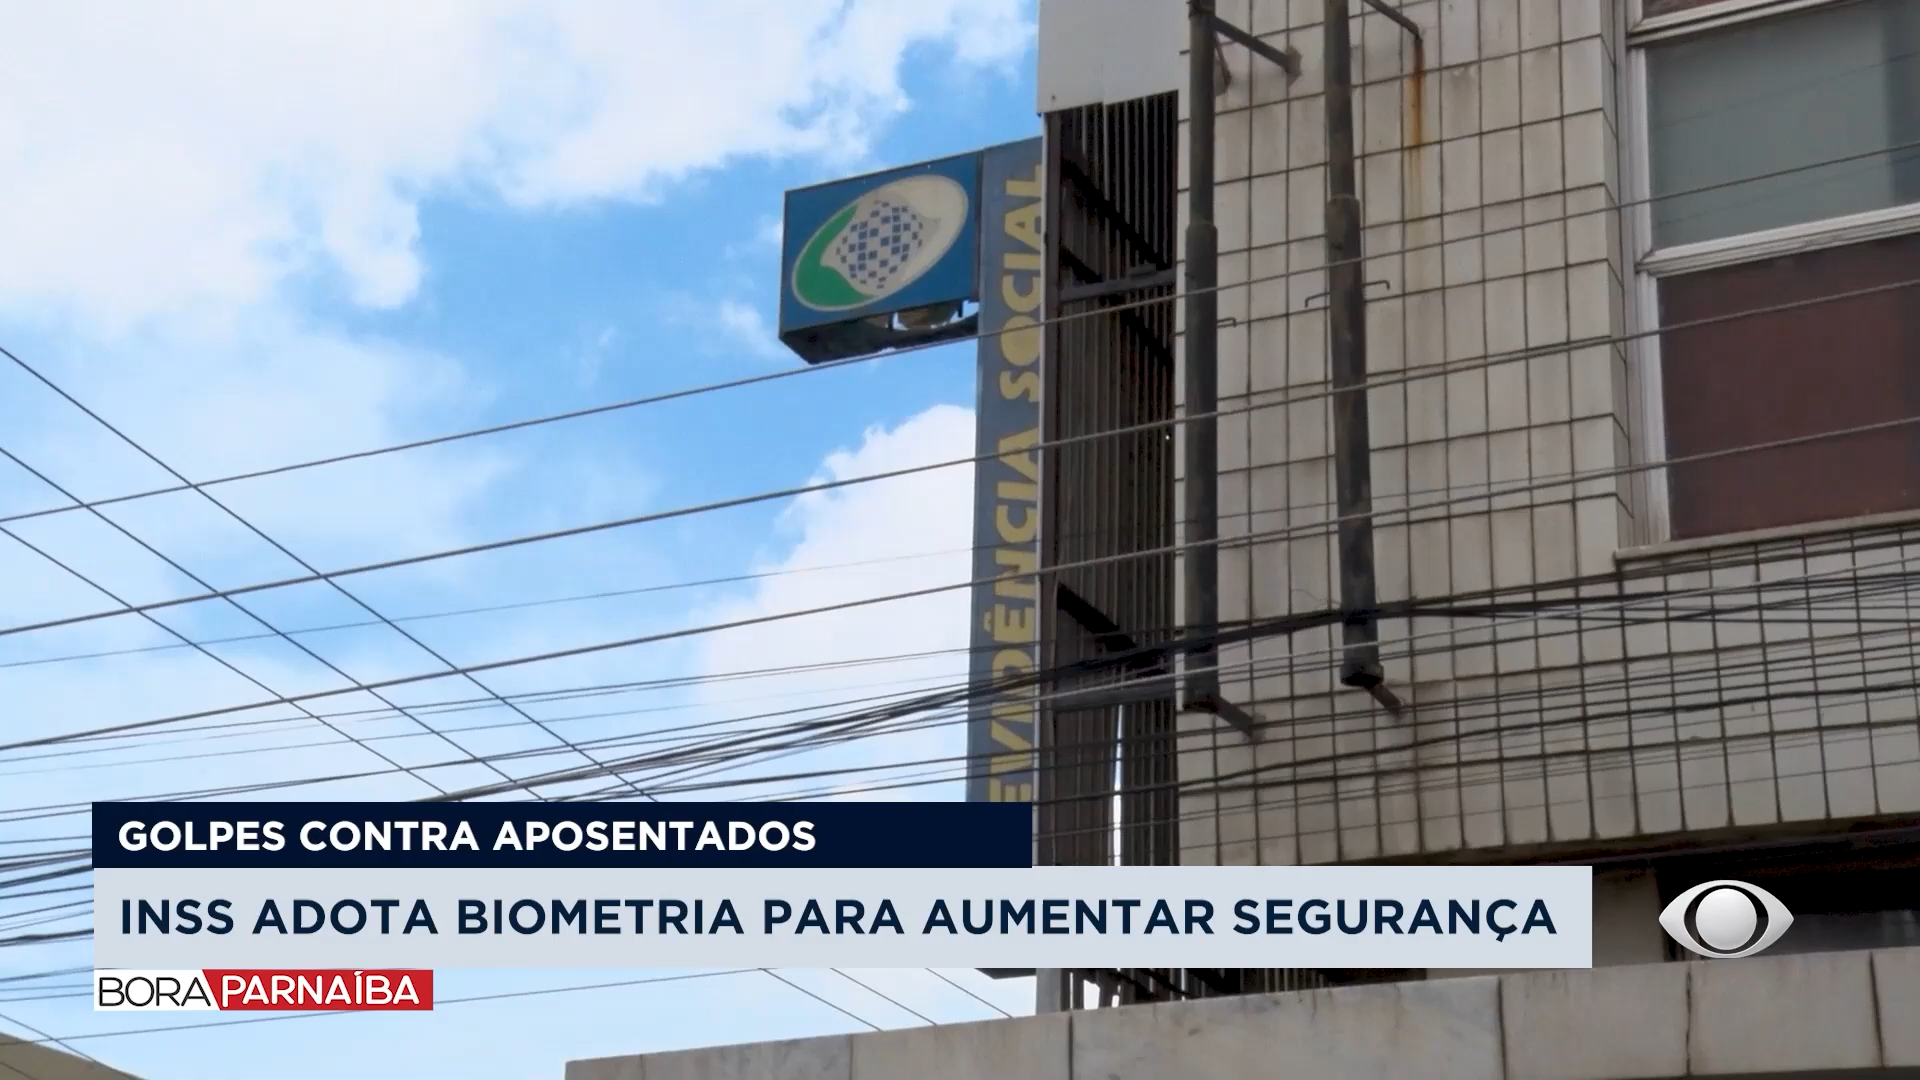 EVIDÊNCIA SOCIAL
GOLPES CONTRA APOSENTADOS
INSS ADOTA BIOMETRIA PARA AUMENTAR SEGURANÇA
BORA PARNAÍBA